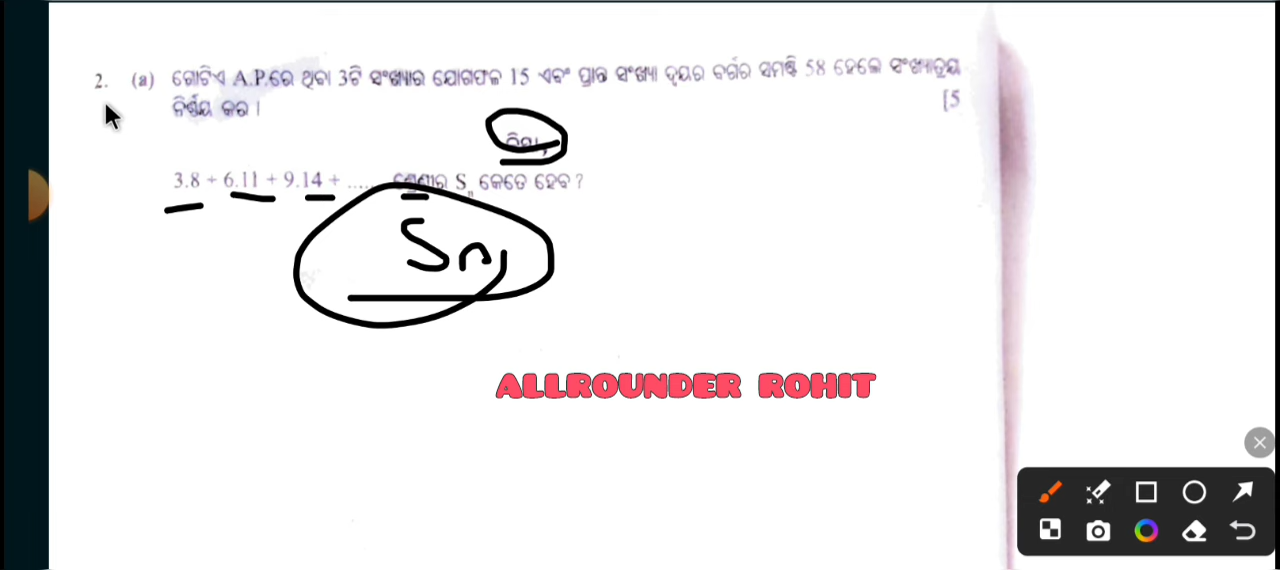 2. (a) ଗୋଟିଏ A.P.ରେ ଥିବା 3ଟି ସଂଖ୍ୟାର ଯୋଗଫଳ 15 ଏବଂ ପ୍ରାନ୍ତ ସଂଖ୍ୟା ଦ୍ୱୟର ବର୍ଗର ସମଷ୍ଟି 58 ହେଲେ ସଂଖ୍ୟାତ୍ରୟ
ନିର୍ଣ୍ଣୟ କର । [5
3.8 + 6.11 + 9.14 + ..... ଶ୍ରେଣୀର Sn କେତେ ହେବ ?
Sn
ALLROUNDER ROHIT